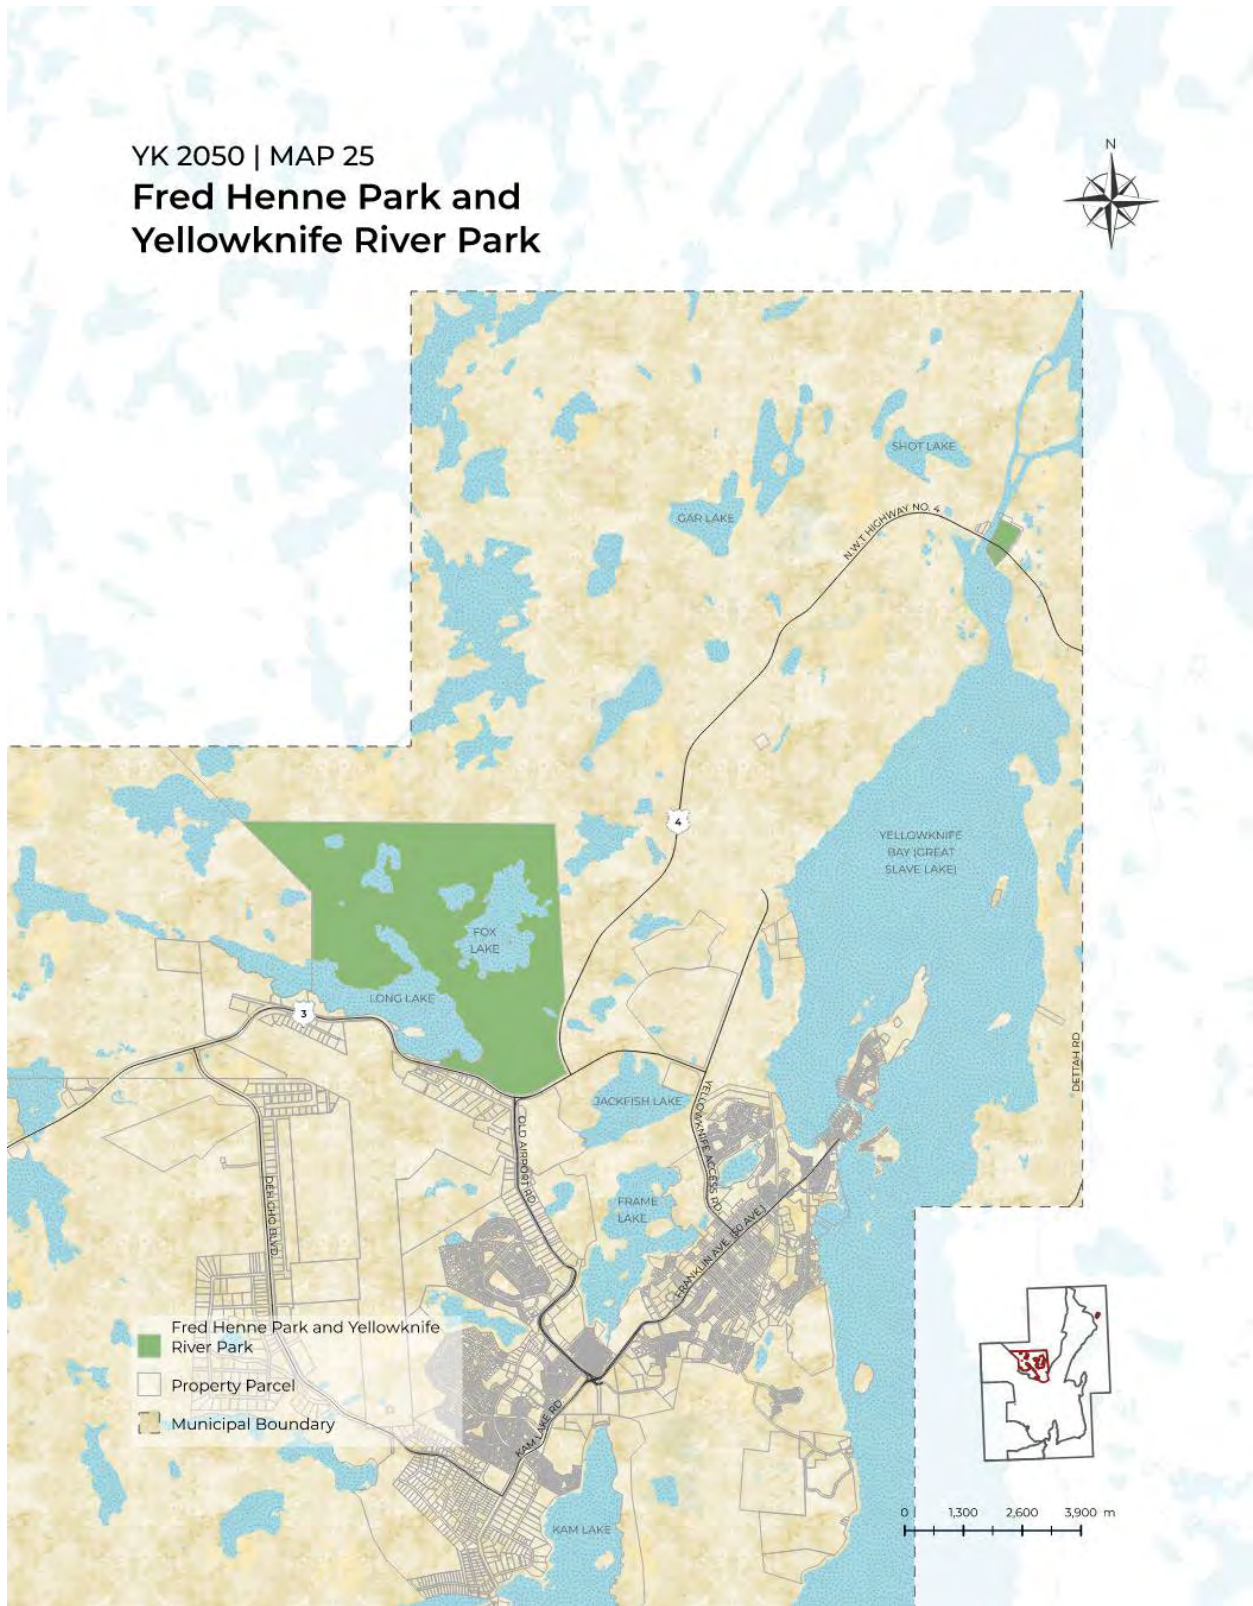 YK 2050 | MAP 25
Fred Henne Park and
Yellowknife River Park
N
SHOT LAKE
GAR LAKE
N.W.T HIGHWAY NO. 4
4
YELLOWKNIFE
BAY (GREAT
SLAVE LAKE)
FOX
LAKE
LONG LAKE
3
DETTAH RD
JACKFISH LAKE
YELLOWKNIFE ACCESS RD.
OLD AIRPORT RD.
DEH CHO BLVD.
FRAME
LAKE
FRANKLIN AVE. (50 AVE.)
Fred Henne Park and Yellowknife
River Park
Property Parcel
Municipal Boundary
KAM LAKE RD.
KAM LAKE
0 1,300 2,600 3,900 m